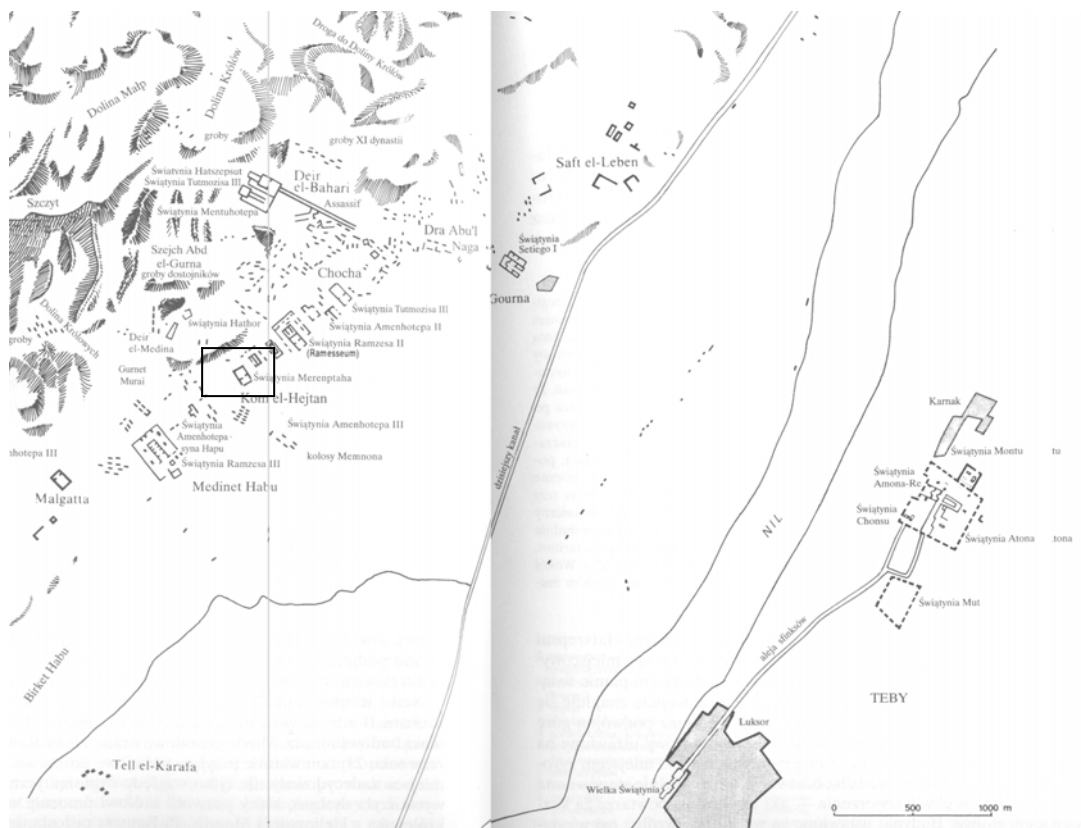 Droga do Doliny Królów
Dolina Małp
Dolina Królów
groby
groby XI dynastii
Saft el-Leben
Świątynia Hatszepsut
Świątynia Tutmozisa III
Deir
el-Bahari
Szczyt
Świątynia Mentuhotepa
Assassif
Dra Abu'l
Naga
Świątynia
Setiego I
Szejch Abd
el-Gurna
groby dostojników
Chocha
Gourna
Dolina Królowych
świątynia Hathor
Świątynia Tutmozisa III
Świątynia Amenhotepa II
groby
Deir
el-Medina
Świątynia Ramzesa II
(Ramesseum)
Gurnet
Murai
Świątynia Merenptaha
Kom el-Hejtan
Świątynia
Amenhotepa -
syna Hapu
Świątynia Amenhotepa III
kolosy Memnona
nhotepa III
Świątynia Ramzesa III
Medinet Habu
Malgatta
dzisiejszy kanał
NIL
Karnak
Świątynia Montu
tu
Świątynia
Amona-Re
Świątynia
Chonsu
Świątynia Atona
tona
Świątynia Mut
aleja sfinksów
Birket Habu
TEBY
Luksor
Tell el-Karafa
Wielka Świątynia
0 500 1000 m